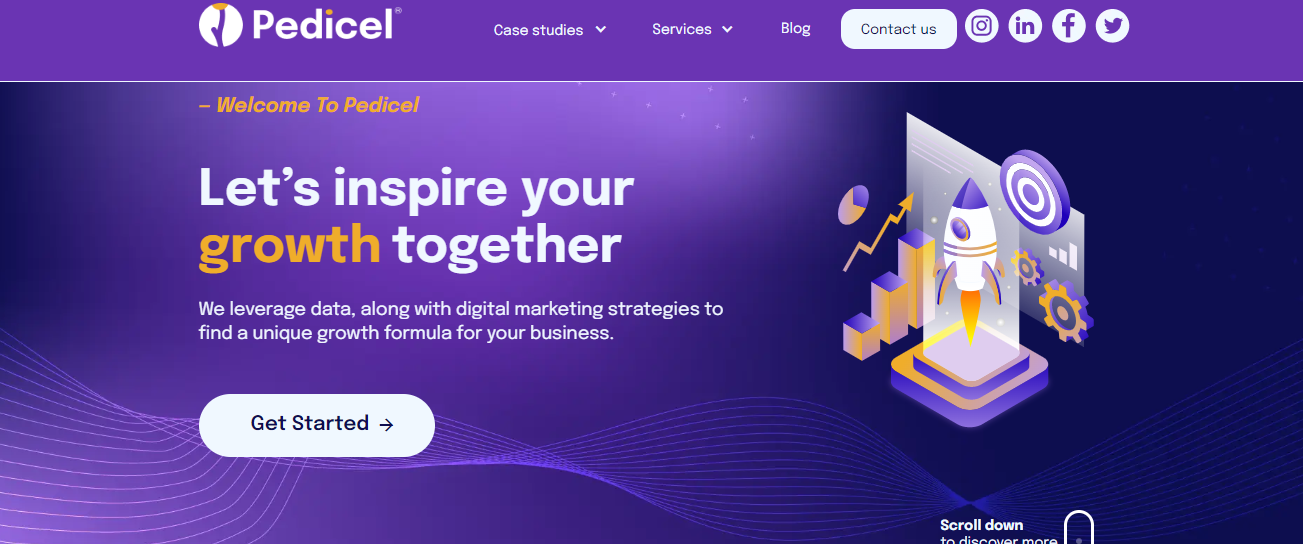 Pedicel®
Case studies
Services
Blog
Contact us
– Welcome To Pedicel
Let’s inspire your
growth together
We leverage data, along with digital marketing strategies to
find a unique growth formula for your business.
Get Started →
Scroll down
to discover more